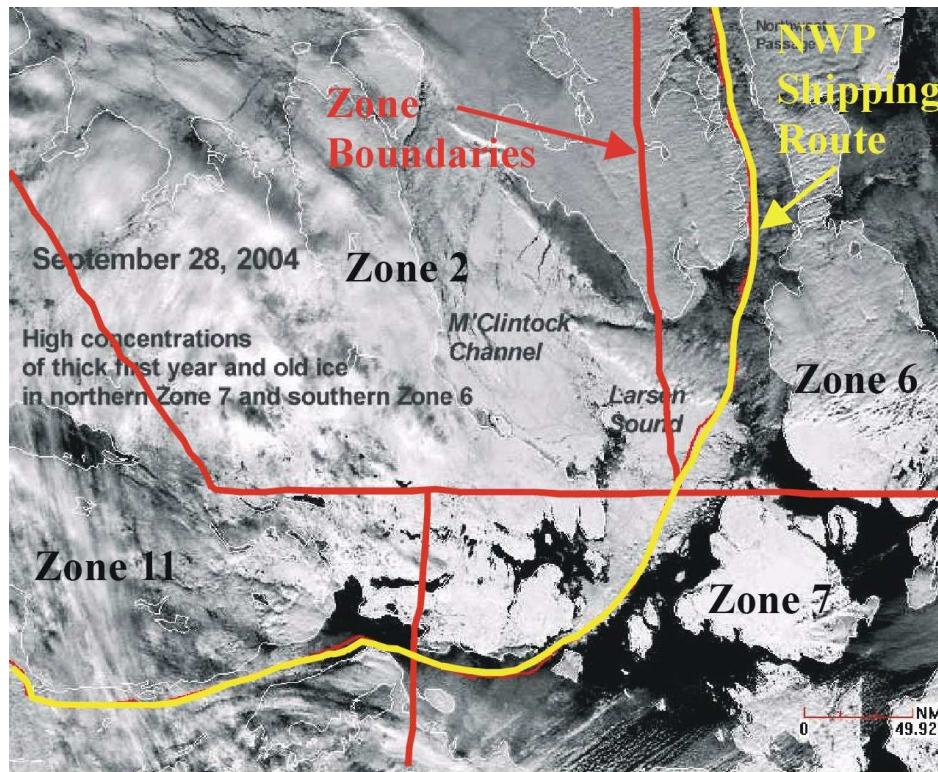 Northwest
Passage
NWP
Shipping
Route
Zone
Boundaries
September 28, 2004
Zone 2
M'Clintock
Channel
High concentrations
of thick first year and old ice
in northern Zone 7 and southern Zone 6
Larsen
Sound
Zone 6
Zone 11
Zone 7
NM
0
49.92